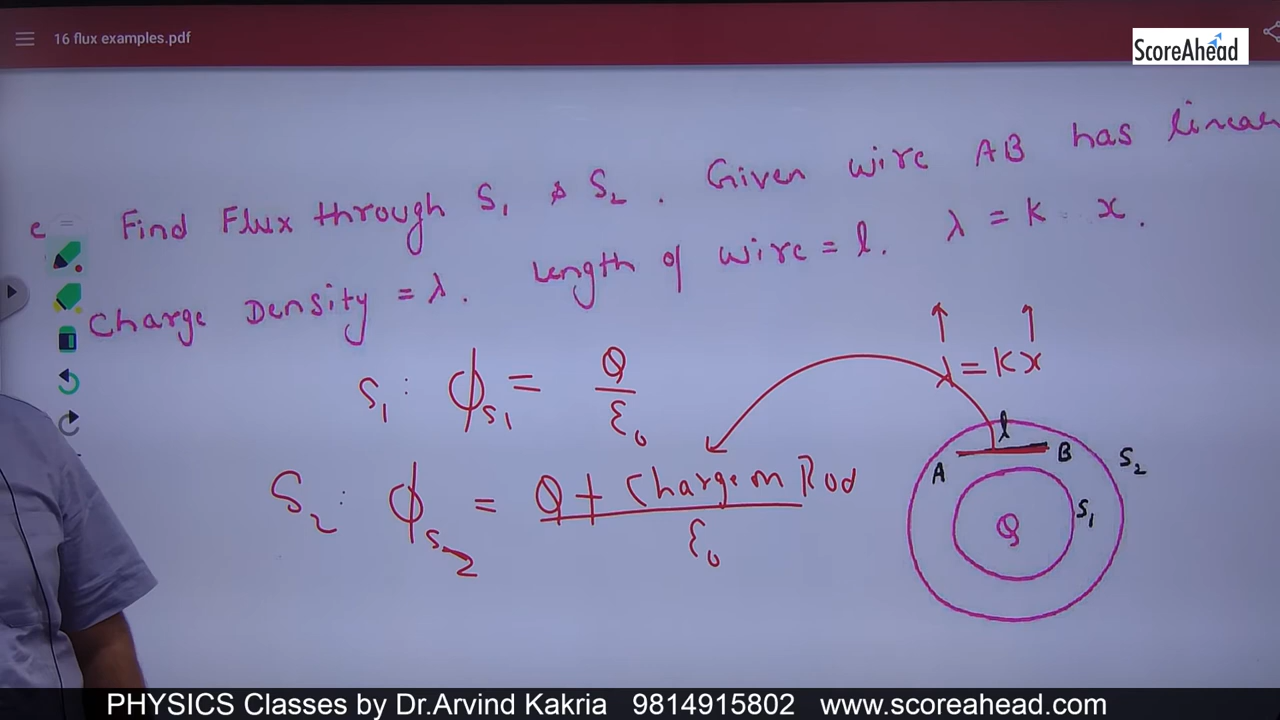 16 flux examples.pdf
ScoreAhead
e Find Flux through S₁ & S₂. Given wire AB has linear
Charge Density = λ. Length of wire = l. λ = k x.
λ = kx
S₁: ϕS₁ = Q/ε₀
S₂: ϕS₂ = (Q + Charge on Rod)/ε₀
l
A B S₂
S₁
Q
PHYSICS Classes by Dr.Arvind Kakria 9814915802 www.scoreahead.com